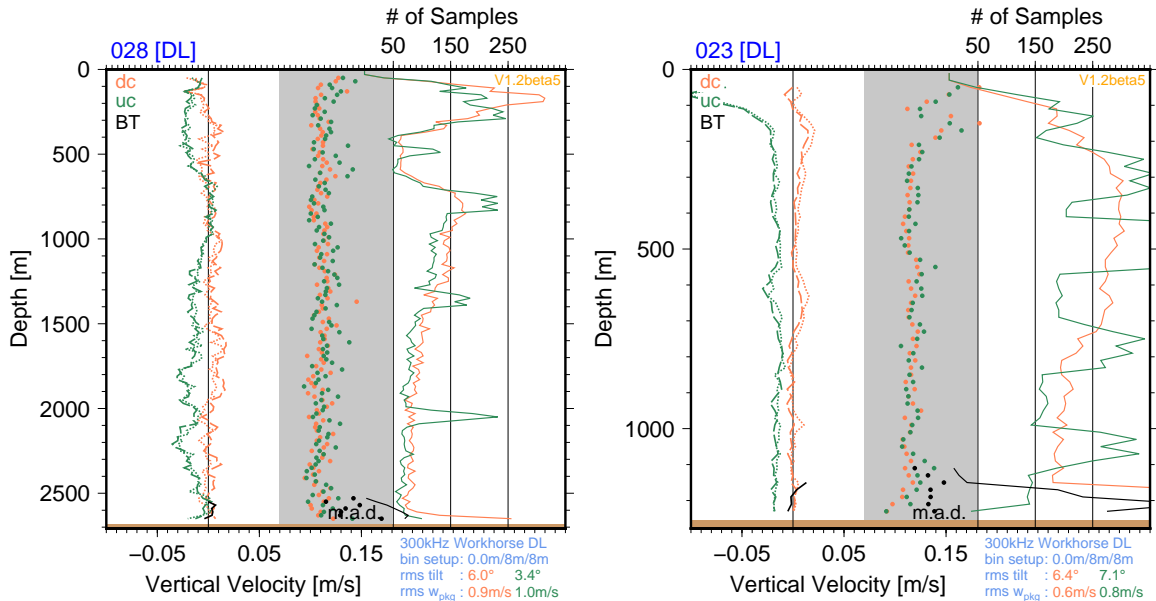 # of Samples
50 150 250
028 [DL]
V1.2beta5
dc
uc
BT
0
500
1000
1500
2000
2500
Depth [m]
m.a.d.
−0.05 0.05 0.15
Vertical Velocity [m/s]
300kHz Workhorse DL
bin setup: 0.0m/8m/8m
rms tilt : 6.0° 3.4°
rms wpkg : 0.9m/s 1.0m/s
# of Samples
50 150 250
023 [DL]
V1.2beta5
dc
uc
BT
0
500
1000
Depth [m]
m.a.d.
−0.05 0.05 0.15
Vertical Velocity [m/s]
300kHz Workhorse DL
bin setup: 0.0m/8m/8m
rms tilt : 6.4° 7.1°
rms wpkg : 0.6m/s 0.8m/s